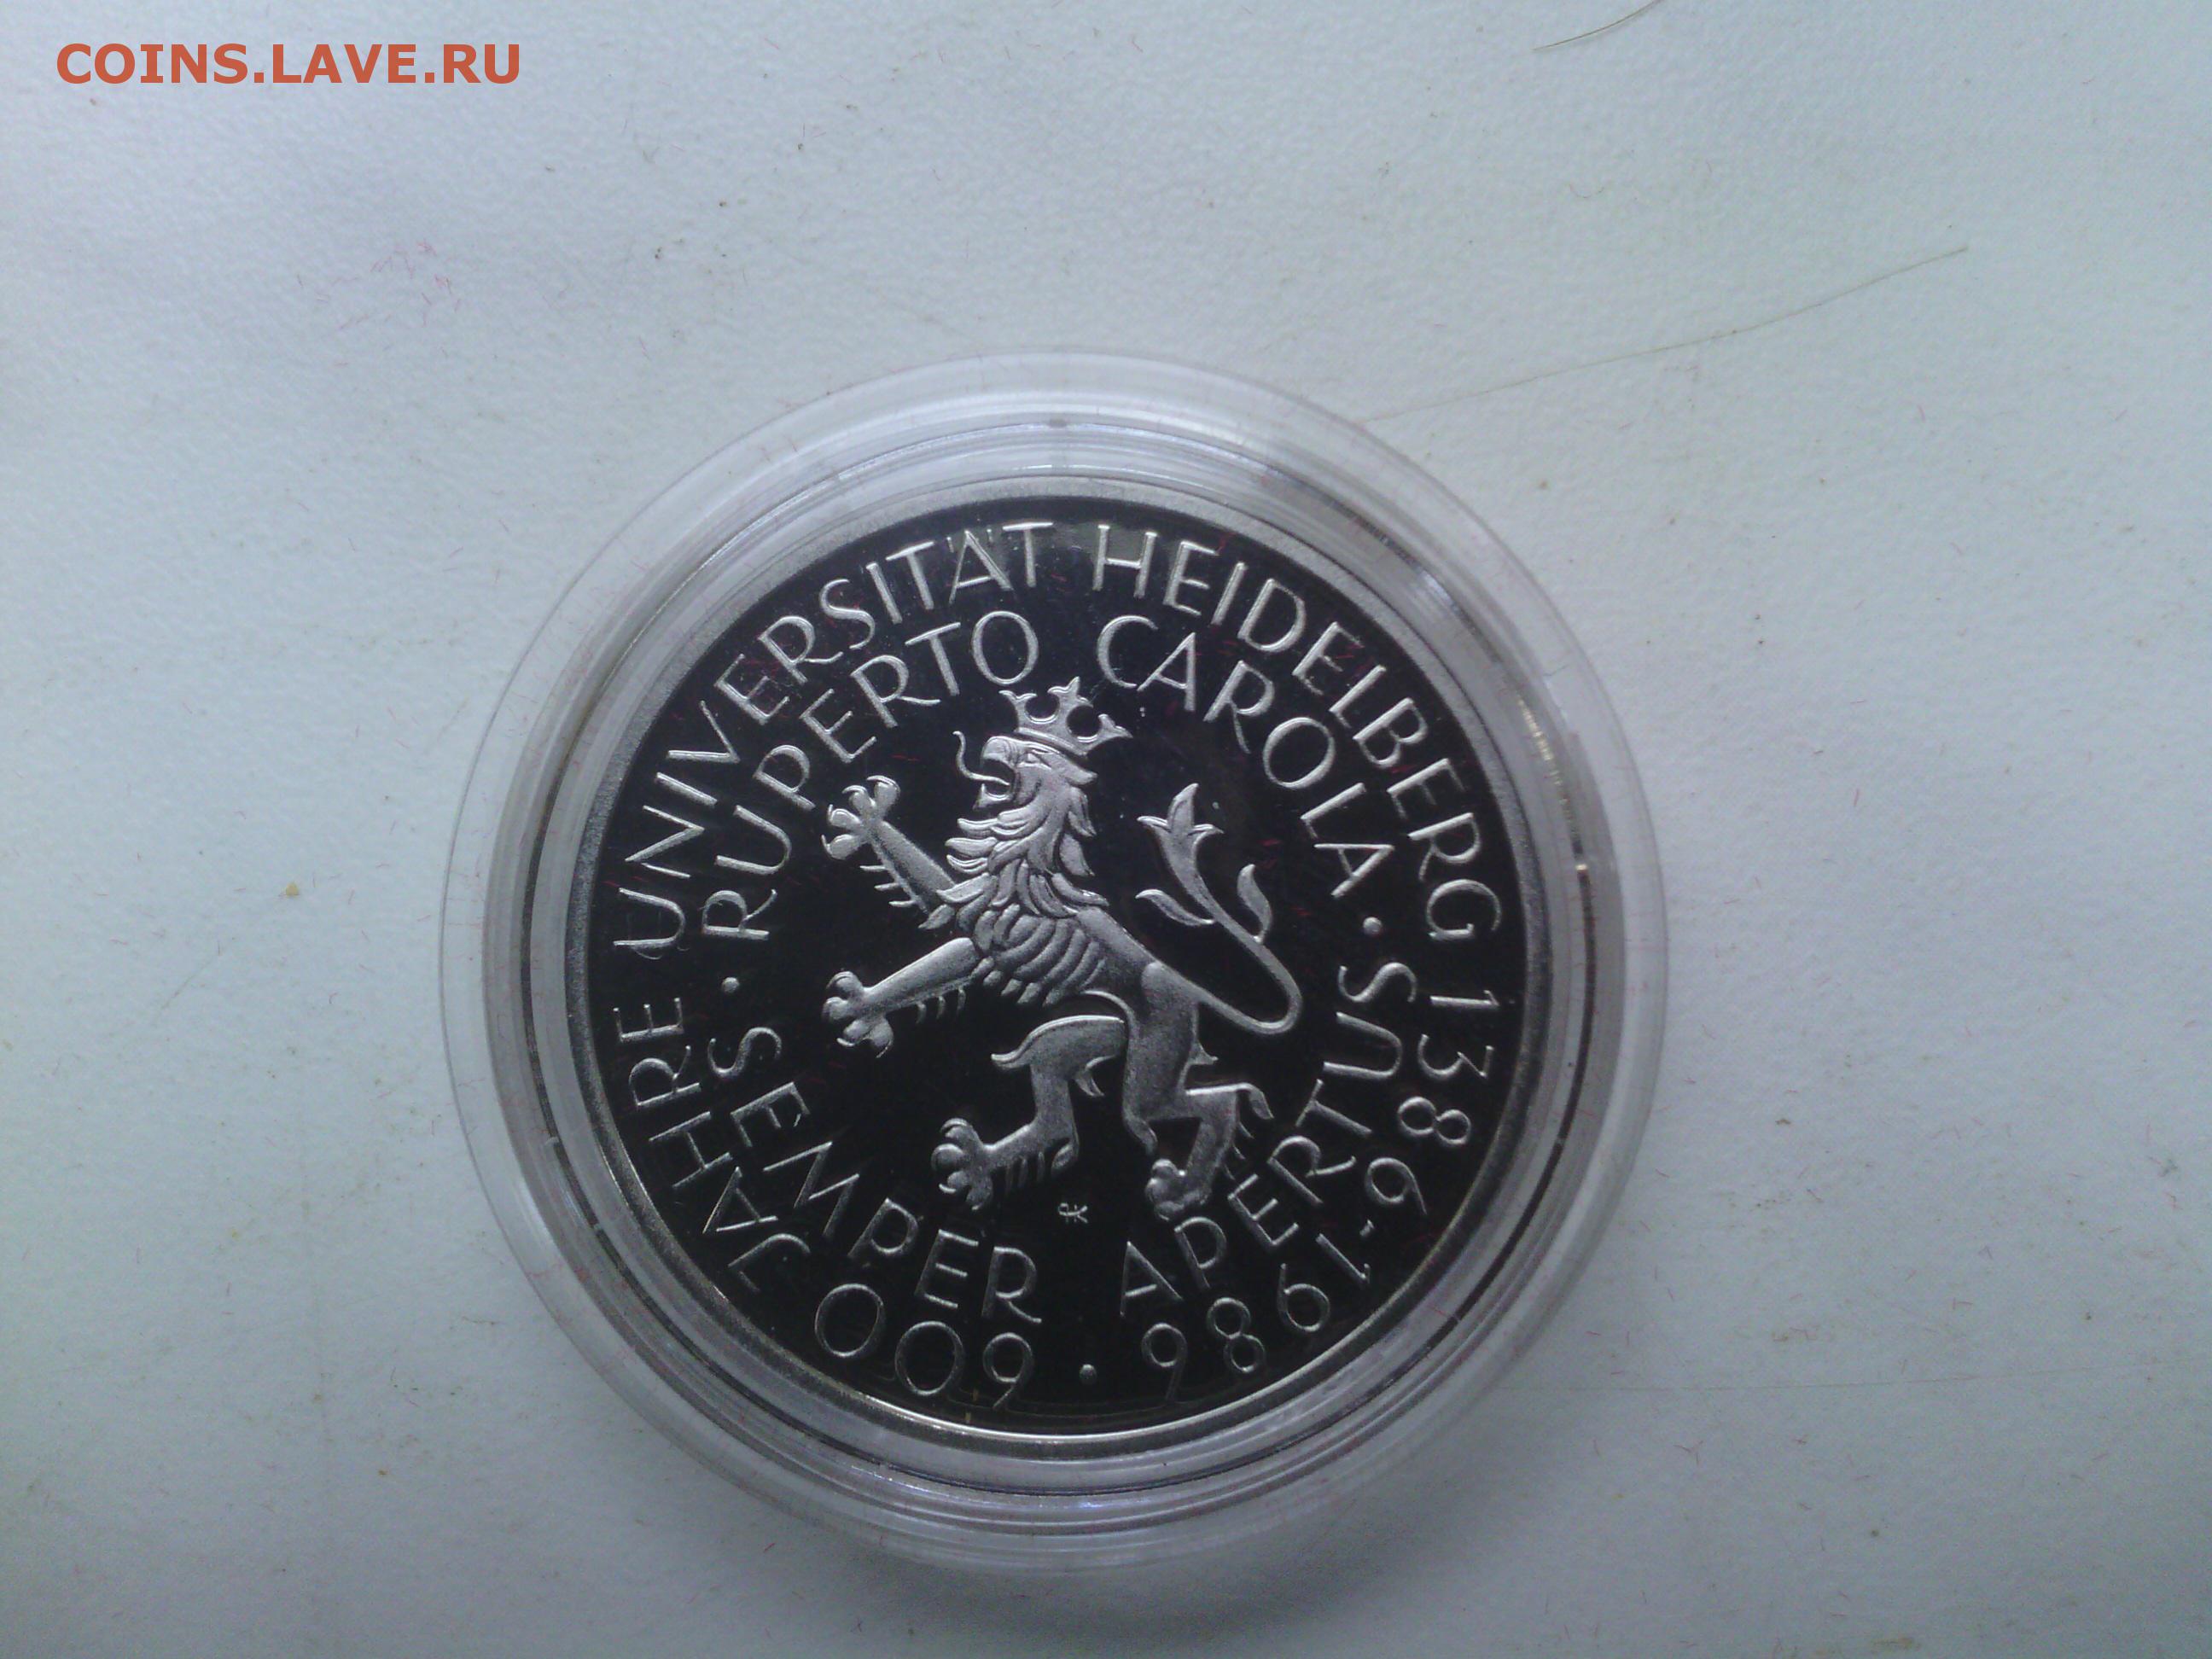 COINS.LAVE.RU
600 JAHRE UNIVERSITÄT HEIDELBERG 1386-1986 ·
SEMPER APERTUS · RUPERTO CAROLA ·